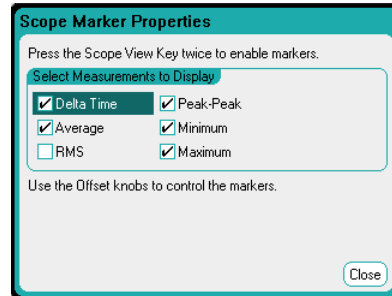 Scope Marker Properties
Press the Scope View Key twice to enable markers.
Select Measurements to Display
Delta Time Peak-Peak
Average Minimum
RMS Maximum
Use the Offset knobs to control the markers.
Close